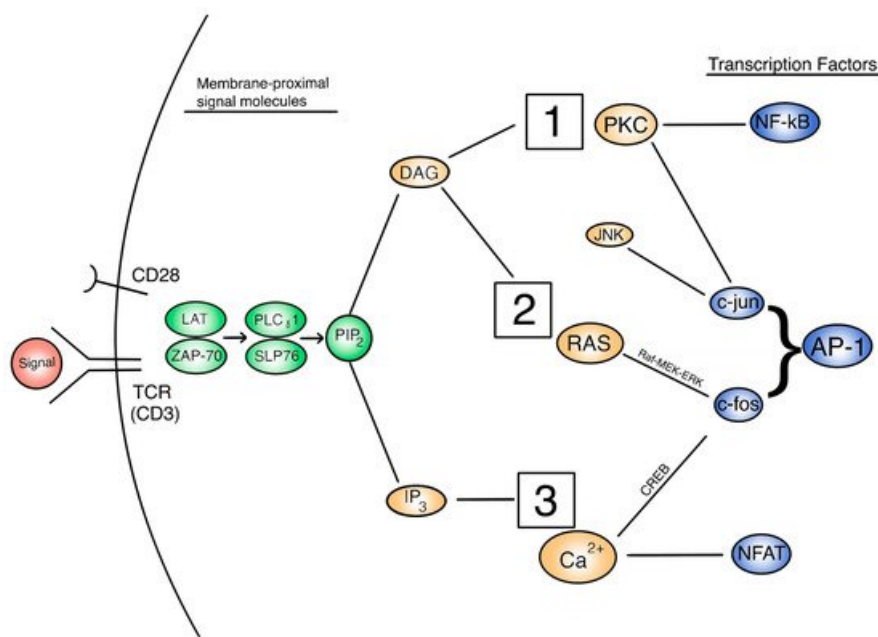 Transcription Factors
Membrane-proximal
signal molecules
1
PKC
NF-kB
DAG
JNK
CD28
2
c-jun
LAT
PLCɣ1
PIP2
RAS
AP-1
ZAP-70
SLP76
Signal
Raf-MEK-ERK
TCR
(CD3)
c-fos
CREB
IP3
3
Ca2+
NFAT